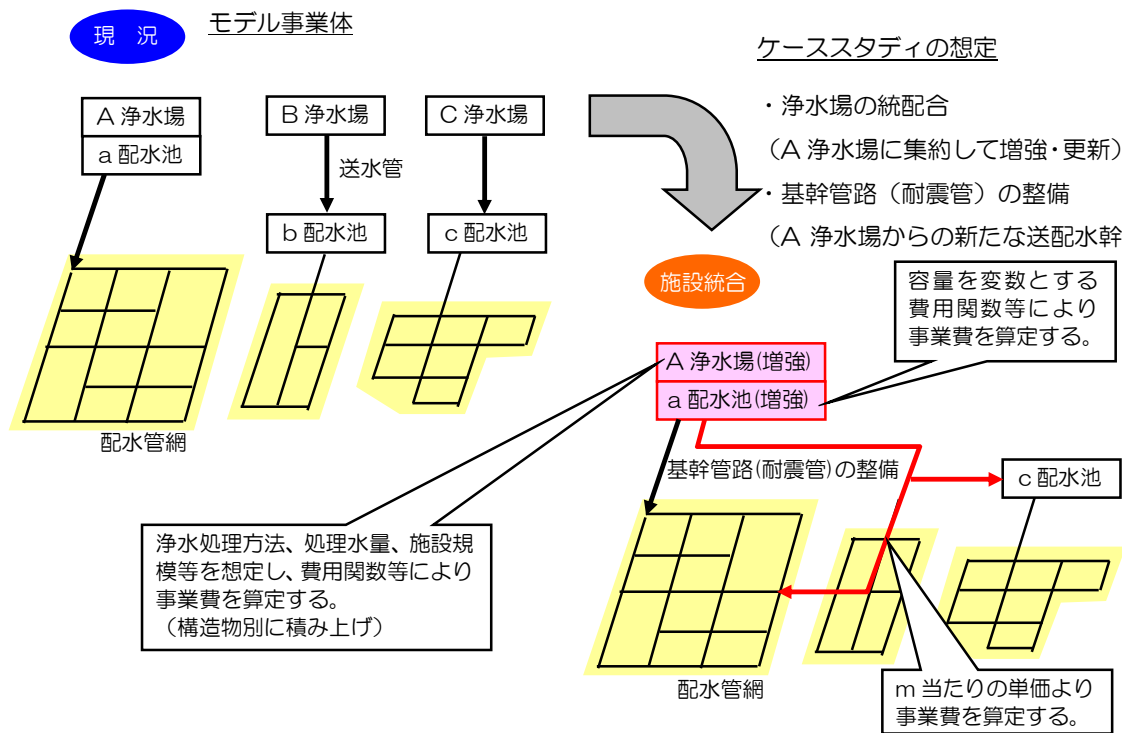 現 況
モデル事業体
A 浄水場
a 配水池
B 浄水場
C 浄水場
送水管
b 配水池
c 配水池
配水管網
ケーススタディの想定
・浄水場の統配合
（A 浄水場に集約して増強・更新）
・基幹管路（耐震管）の整備
（A 浄水場からの新たな送配水幹
施設統合
容量を変数とする
費用関数等により
事業費を算定する。
A 浄水場(増強)
a 配水池(増強)
基幹管路(耐震管)の整備
c 配水池
浄水処理方法、処理水量、施設規
模等を想定し、費用関数等により
事業費を算定する。
（構造物別に積み上げ）
配水管網
m 当たりの単価より
事業費を算定する。